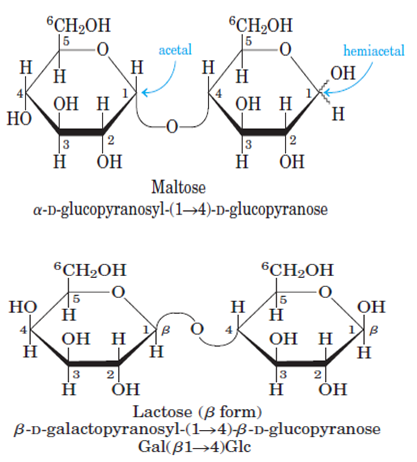 ⁶CH₂OH ⁶CH₂OH
5 O acetal 5 O hemiacetal
H H H H H OH
4 OH H 1 4 OH H 1
HO O H
3 2 3 2
H OH H OH
Maltose
α-D-glucopyranosyl-(1→4)-D-glucopyranose
⁶CH₂OH ⁶CH₂OH
HO 5 O H 5 O OH
H H
4 OH H 1 β O 4 OH H 1 β
H H H
3 2 3 2
H OH H OH
Lactose (β form)
β-D-galactopyranosyl-(1→4)-β-D-glucopyranose
Gal(β1→4)Glc